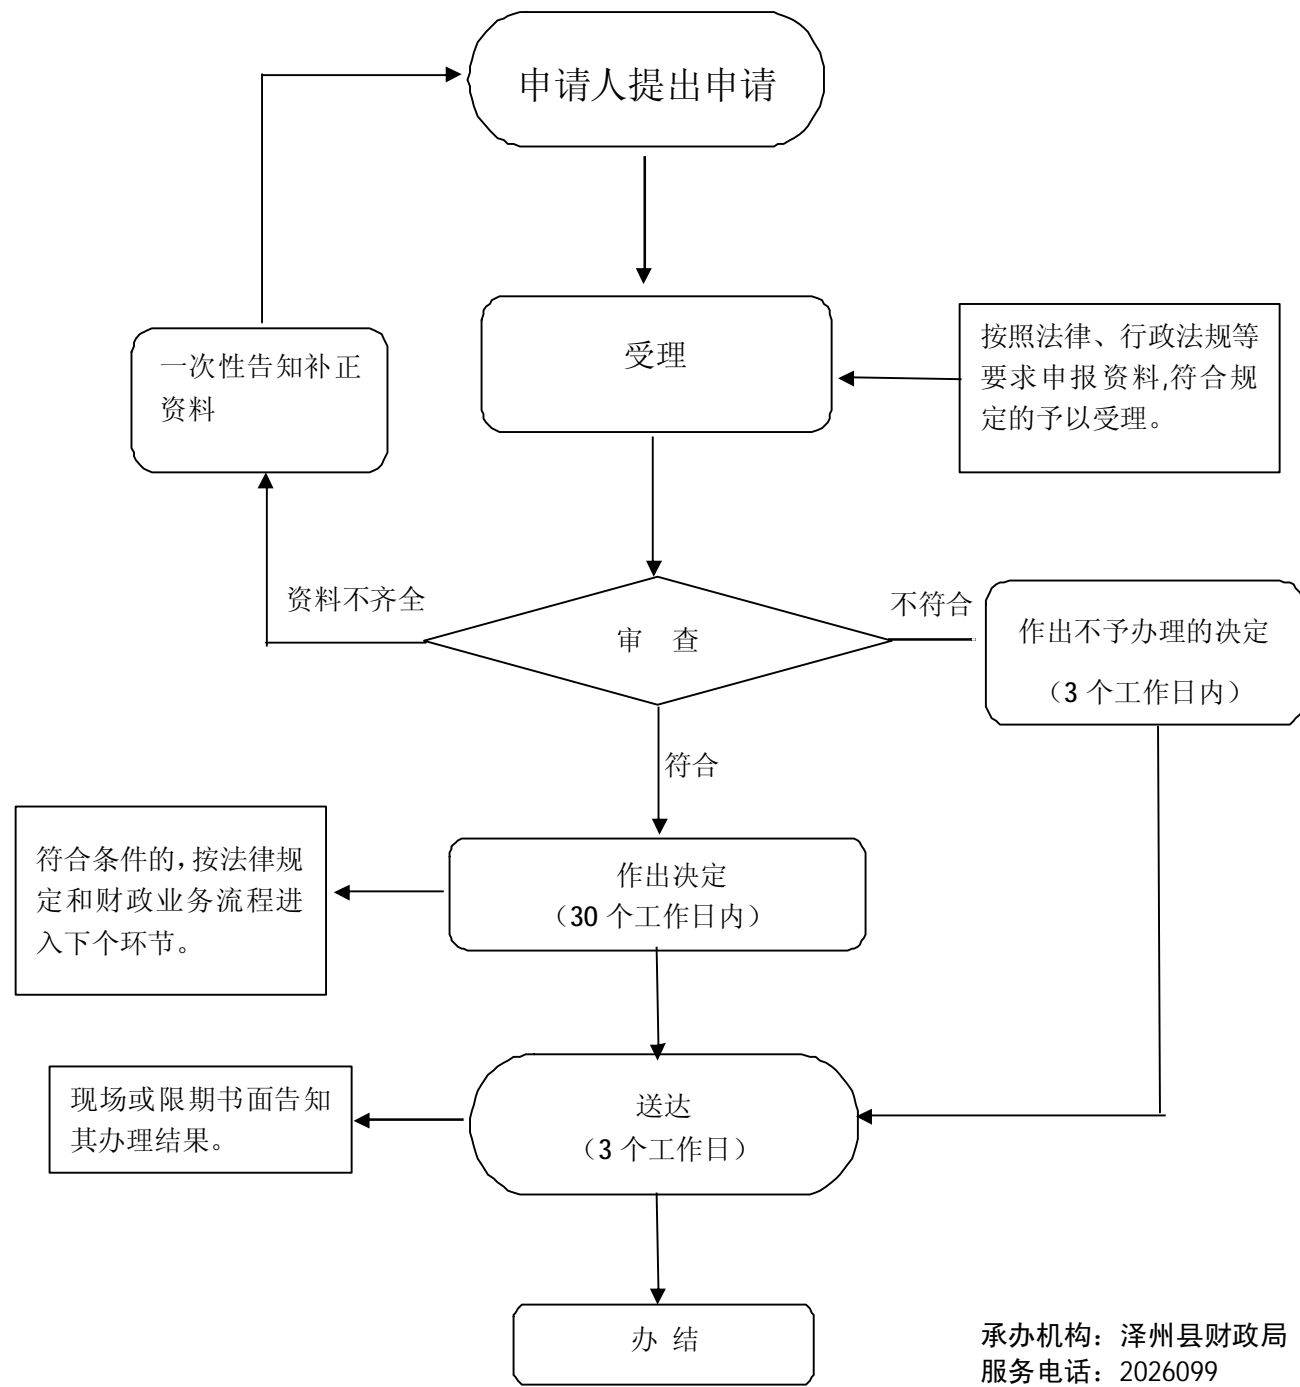 申请人提出申请
受理
按照法律、行政法规等
要求申报资料,符合规
定的予以受理。
一次性告知补正
资料
资料不齐全
审 查
不符合
作出不予办理的决定
（3 个工作日内）
符合
符合条件的，按法律规
定和财政业务流程进
入下个环节。
作出决定
（30 个工作日内）
现场或限期书面告知
其办理结果。
送达
（3 个工作日）
办 结
承办机构：泽州县财政局
服务电话：2026099